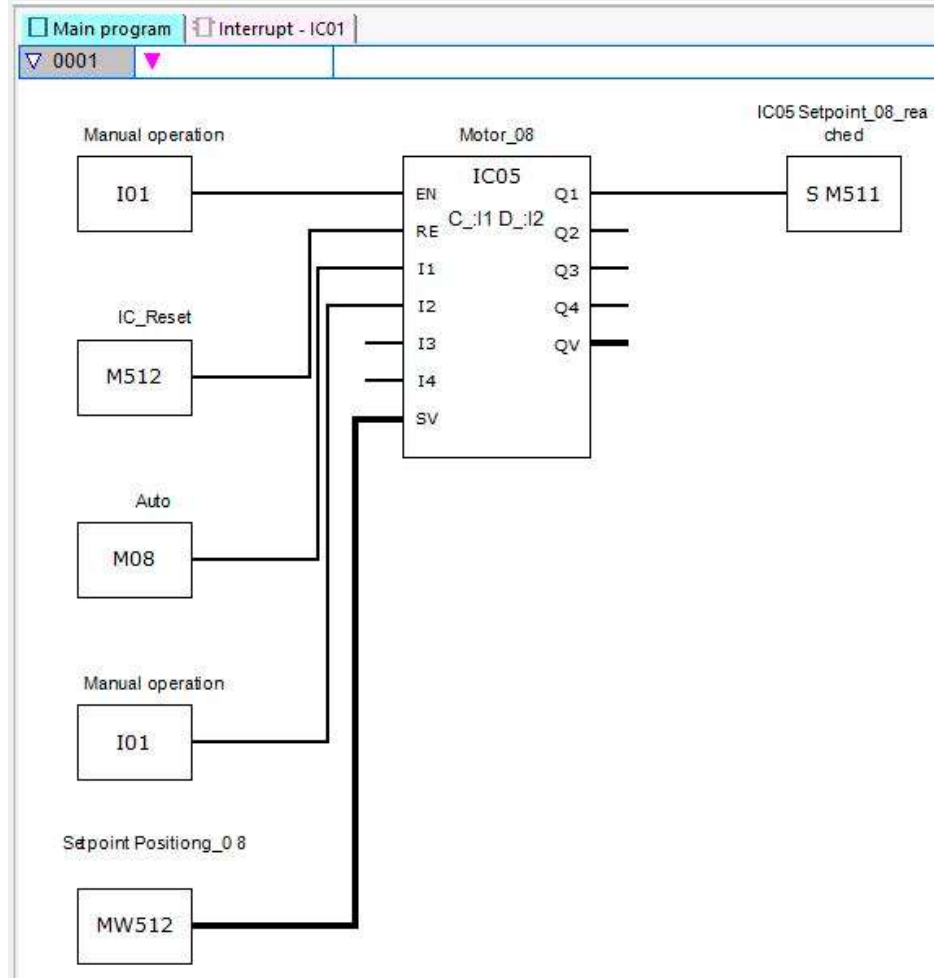 Main program
Interrupt - IC01
0001
IC05 Setpoint_08_rea
ched
Manual operation
Motor_08
I01
IC05
S M511
C_:I1 D_:I2
EN
Q1
RE
Q2
I1
Q3
I2
Q4
I3
QV
I4
SV
IC_Reset
M512
Auto
M08
Manual operation
I01
Setpoint Positiong_0 8
MW512